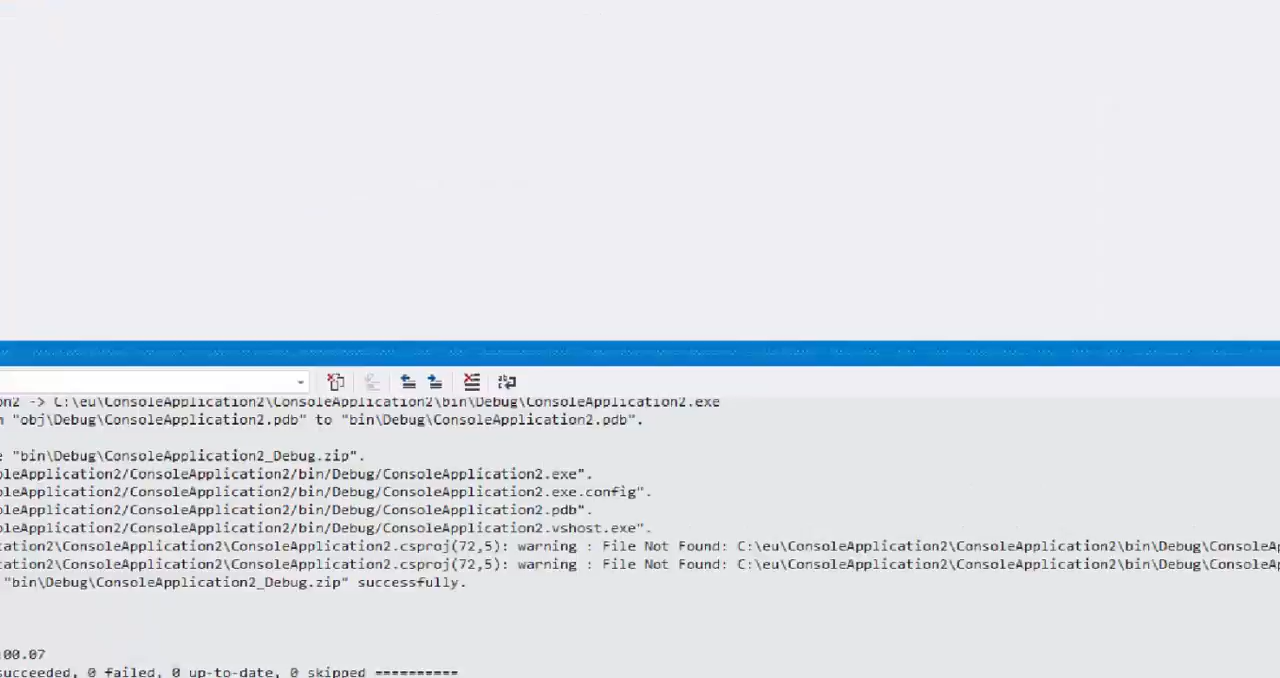 on2 -> C:\eu\ConsoleApplication2\ConsoleApplication2\bin\Debug\ConsoleApplication2.exe
"obj\Debug\ConsoleApplication2.pdb" to "bin\Debug\ConsoleApplication2.pdb".
"bin\Debug\ConsoleApplication2_Debug.zip".
oleApplication2/ConsoleApplication2/bin/Debug/ConsoleApplication2.exe".
oleApplication2/ConsoleApplication2/bin/Debug/ConsoleApplication2.exe.config".
oleApplication2/ConsoleApplication2/bin/Debug/ConsoleApplication2.pdb".
oleApplication2/ConsoleApplication2/bin/Debug/ConsoleApplication2.vshost.exe".
cation2\ConsoleApplication2\ConsoleApplication2.csproj(72,5): warning : File Not Found: C:\eu\ConsoleApplication2\ConsoleApplication2\bin\Debug\ConsoleAp
cation2\ConsoleApplication2\ConsoleApplication2.csproj(72,5): warning : File Not Found: C:\eu\ConsoleApplication2\ConsoleApplication2\bin\Debug\ConsoleAp
"bin\Debug\ConsoleApplication2_Debug.zip" successfully.
:00.07
succeeded, 0 failed, 0 up-to-date, 0 skipped ==========